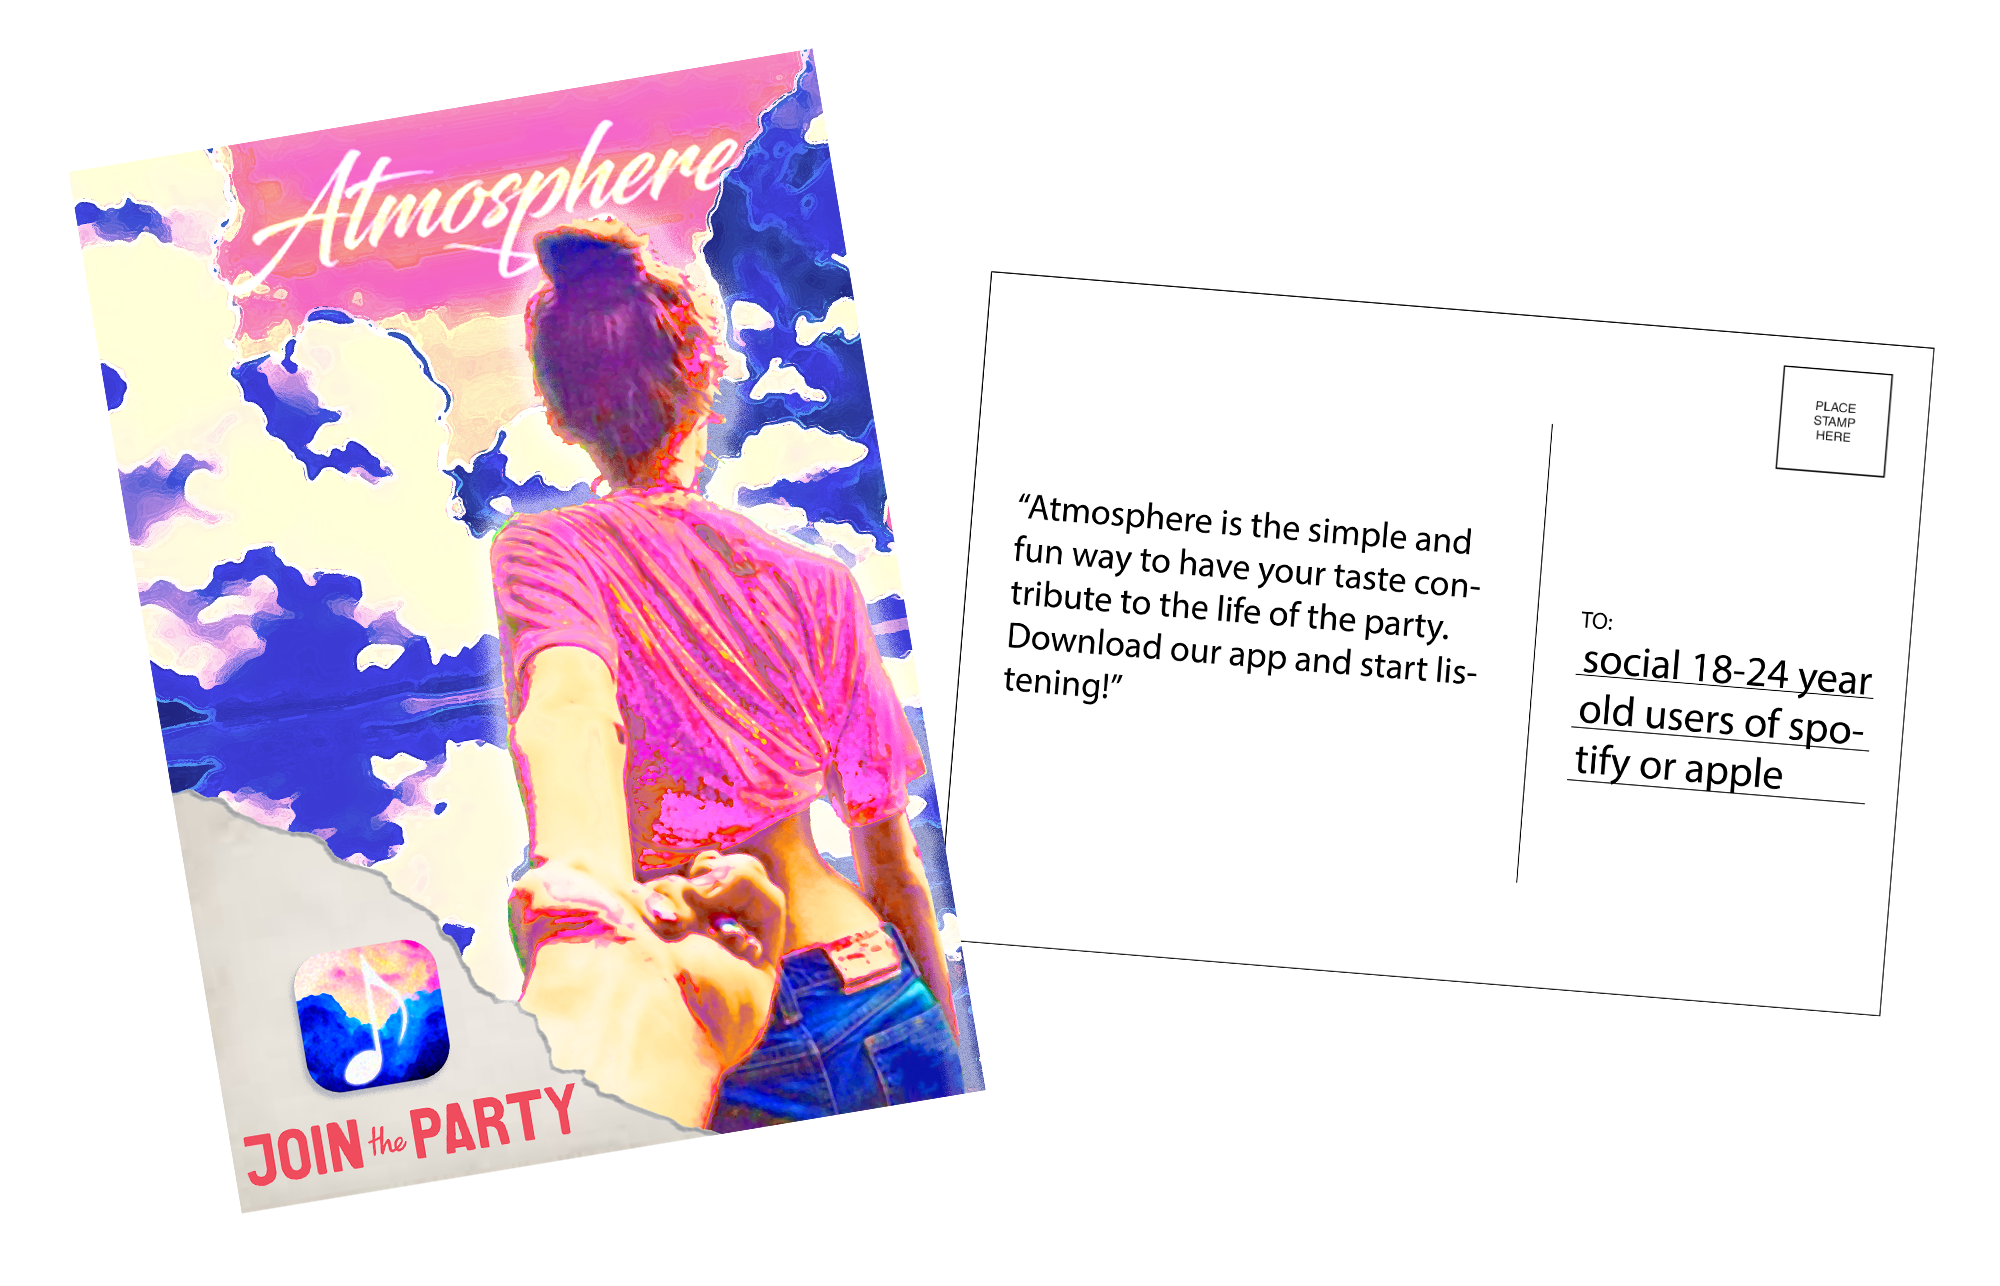 Atmosphere
JOIN the PARTY
“Atmosphere is the simple and
fun way to have your taste con-
tribute to the life of the party.
Download our app and start lis-
tening!”
PLACE
STAMP
HERE
TO:
social 18-24 year
old users of spo-
tify or apple